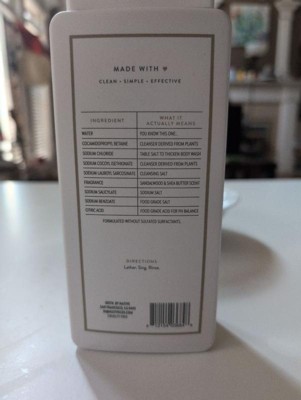 MADE WITH ♥
CLEAN • SIMPLE • EFFECTIVE
INGREDIENT WHAT IT ACTUALLY MEANS
WATER YOU KNOW THIS ONE...
COCAMIDOPROPYL BETAINE CLEANSER DERIVED FROM PLANTS
SODIUM CHLORIDE TABLE SALT TO THICKEN BODY WASH
SODIUM COCOYL ISETHIONATE CLEANSER DERIVED FROM PLANTS
SODIUM LAUROYL SARCOSINATE CLEANSING SALT
FRAGRANCE SANDALWOOD & SHEA BUTTER SCENT
SODIUM SALICYLATE SODIUM SALT
SODIUM BENZOATE FOOD GRADE SALT
CITRIC ACID FOOD GRADE ACID FOR PH BALANCE
FORMULATED WITHOUT SULFATE SURFACTANTS.
DIRECTIONS
Lather. Sing. Rinse.